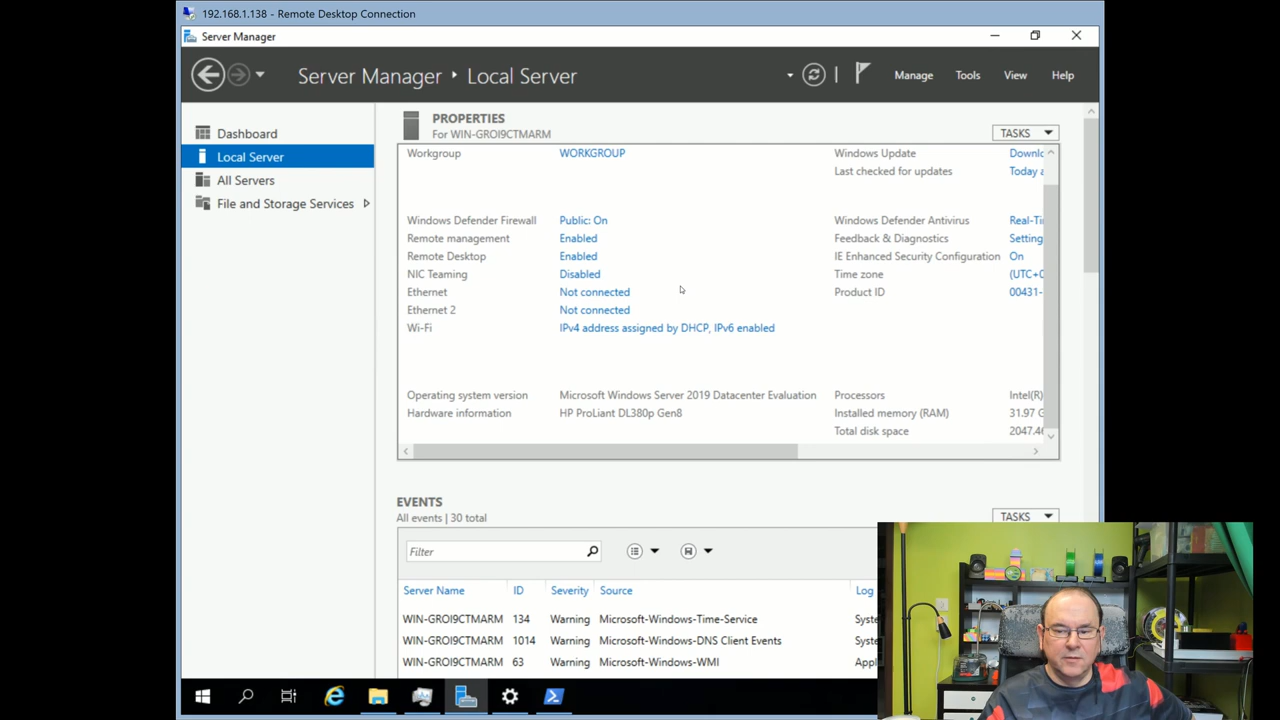 192.168.1.138 - Remote Desktop Connection
Server Manager
Server Manager ‣ Local Server
Manage Tools View Help
Dashboard
Local Server
All Servers
File and Storage Services
PROPERTIES
For WIN-GROI9CTMARM
TASKS
Workgroup WORKGROUP Windows Update
Last checked for updates Today
Windows Defender Firewall Public: On Windows Defender Antivirus
Remote management Enabled Feedback & Diagnostics
Remote Desktop Enabled IE Enhanced Security Configuration On
NIC Teaming Disabled Time zone
Ethernet Not connected Product ID 00431-
Ethernet 2 Not connected
Wi-Fi IPv4 address assigned by DHCP, IPv6 enabled
Operating system version Microsoft Windows Server 2019 Datacenter Evaluation Processors Intel(R)
Hardware information HP ProLiant DL380p Gen8 Installed memory (RAM) 31.97
Total disk space 2047.46
EVENTS
All events | 30 total
TASKS
Filter
Server Name ID Severity Source Log
WIN-GROI9CTMARM 134 Warning Microsoft-Windows-Time-Service
WIN-GROI9CTMARM 1014 Warning Microsoft-Windows-DNS Client Events
WIN-GROI9CTMARM 63 Warning Microsoft-Windows-WMI